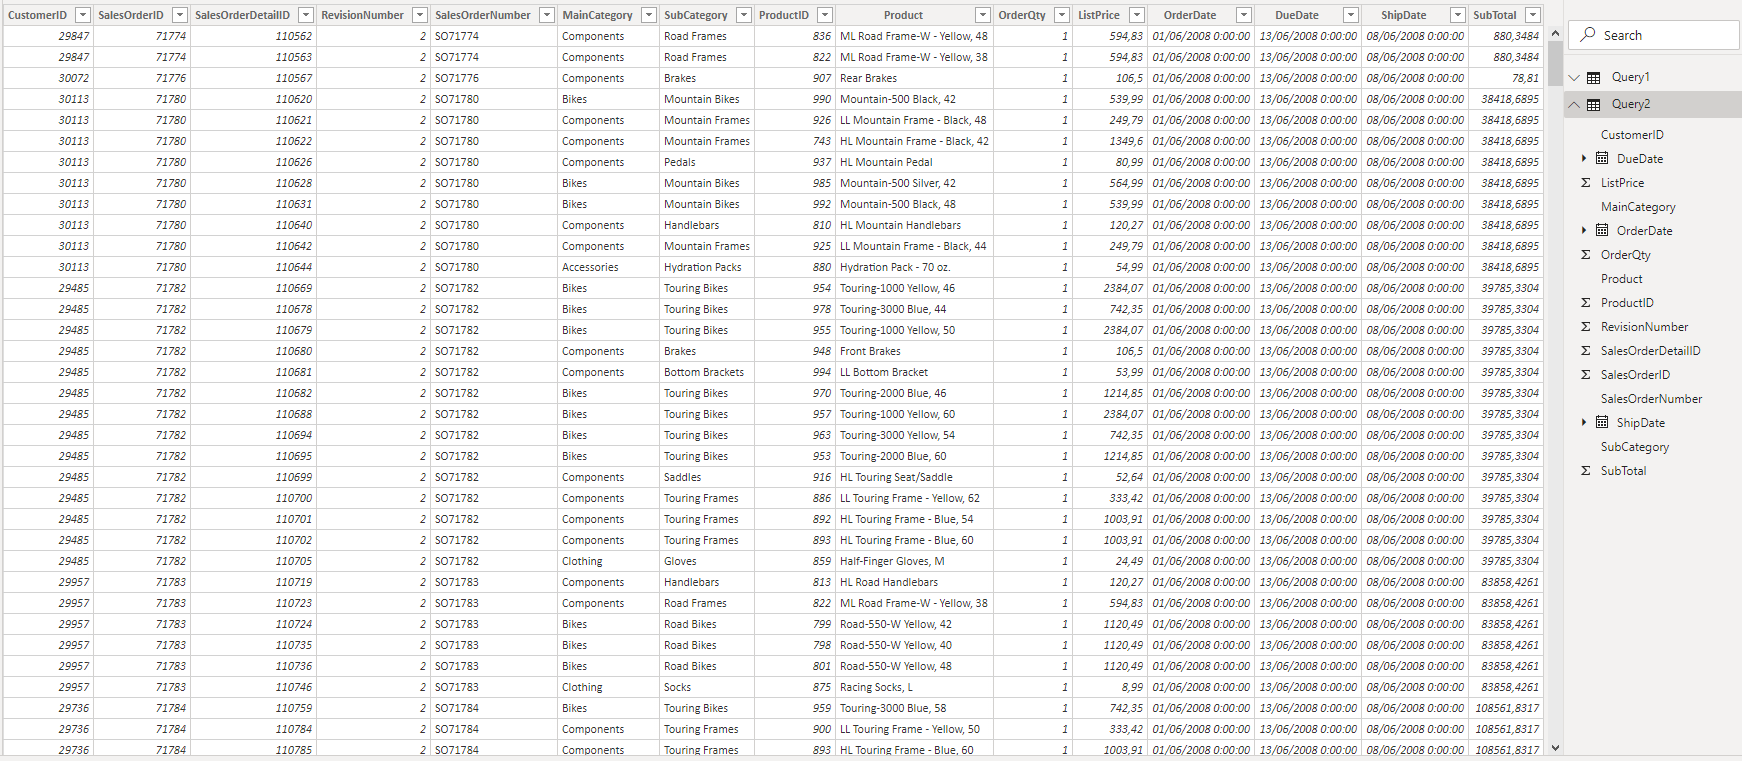 CustomerID SalesOrderID SalesOrderDetailID RevisionNumber SalesOrderNumber MainCategory SubCategory ProductID Product OrderQty ListPrice OrderDate DueDate ShipDate SubTotal
29847 71774 110562 2 SO71774 Components Road Frames 836 ML Road Frame-W - Yellow, 48 1 594,83 01/06/2008 0:00:00 13/06/2008 0:00:00 08/06/2008 0:00:00 880,3484
29847 71774 110563 2 SO71774 Components Road Frames 822 ML Road Frame-W - Yellow, 38 1 594,83 01/06/2008 0:00:00 13/06/2008 0:00:00 08/06/2008 0:00:00 880,3484
30072 71776 110567 2 SO71776 Components Brakes 907 Rear Brakes 1 106,5 01/06/2008 0:00:00 13/06/2008 0:00:00 08/06/2008 0:00:00 78,81
30113 71780 110620 2 SO71780 Bikes Mountain Bikes 990 Mountain-500 Black, 42 1 539,99 01/06/2008 0:00:00 13/06/2008 0:00:00 08/06/2008 0:00:00 38418,6895
30113 71780 110621 2 SO71780 Components Mountain Frames 926 LL Mountain Frame - Black, 48 1 249,79 01/06/2008 0:00:00 13/06/2008 0:00:00 08/06/2008 0:00:00 38418,6895
30113 71780 110622 2 SO71780 Components Mountain Frames 743 HL Mountain Frame - Black, 42 1 1349,6 01/06/2008 0:00:00 13/06/2008 0:00:00 08/06/2008 0:00:00 38418,6895
30113 71780 110626 2 SO71780 Components Pedals 937 HL Mountain Pedal 1 80,99 01/06/2008 0:00:00 13/06/2008 0:00:00 08/06/2008 0:00:00 38418,6895
30113 71780 110628 2 SO71780 Bikes Mountain Bikes 985 Mountain-500 Silver, 42 1 564,99 01/06/2008 0:00:00 13/06/2008 0:00:00 08/06/2008 0:00:00 38418,6895
30113 71780 110631 2 SO71780 Bikes Mountain Bikes 992 Mountain-500 Black, 48 1 539,99 01/06/2008 0:00:00 13/06/2008 0:00:00 08/06/2008 0:00:00 38418,6895
30113 71780 110640 2 SO71780 Components Handlebars 810 HL Mountain Handlebars 1 120,27 01/06/2008 0:00:00 13/06/2008 0:00:00 08/06/2008 0:00:00 38418,6895
30113 71780 110642 2 SO71780 Components Mountain Frames 925 LL Mountain Frame - Black, 44 1 249,79 01/06/2008 0:00:00 13/06/2008 0:00:00 08/06/2008 0:00:00 38418,6895
30113 71780 110644 2 SO71780 Accessories Hydration Packs 880 Hydration Pack - 70 oz. 1 54,99 01/06/2008 0:00:00 13/06/2008 0:00:00 08/06/2008 0:00:00 38418,6895
29485 71782 110669 2 SO71782 Bikes Touring Bikes 954 Touring-1000 Yellow, 46 1 2384,07 01/06/2008 0:00:00 13/06/2008 0:00:00 08/06/2008 0:00:00 39785,3304
29485 71782 110678 2 SO71782 Bikes Touring Bikes 978 Touring-3000 Blue, 44 1 742,35 01/06/2008 0:00:00 13/06/2008 0:00:00 08/06/2008 0:00:00 39785,3304
29485 71782 110679 2 SO71782 Bikes Touring Bikes 955 Touring-1000 Yellow, 50 1 2384,07 01/06/2008 0:00:00 13/06/2008 0:00:00 08/06/2008 0:00:00 39785,3304
29485 71782 110680 2 SO71782 Components Brakes 948 Front Brakes 1 106,5 01/06/2008 0:00:00 13/06/2008 0:00:00 08/06/2008 0:00:00 39785,3304
29485 71782 110681 2 SO71782 Components Bottom Brackets 994 LL Bottom Bracket 1 53,99 01/06/2008 0:00:00 13/06/2008 0:00:00 08/06/2008 0:00:00 39785,3304
29485 71782 110682 2 SO71782 Bikes Touring Bikes 970 Touring-2000 Blue, 46 1 1214,85 01/06/2008 0:00:00 13/06/2008 0:00:00 08/06/2008 0:00:00 39785,3304
29485 71782 110688 2 SO71782 Bikes Touring Bikes 957 Touring-1000 Yellow, 60 1 2384,07 01/06/2008 0:00:00 13/06/2008 0:00:00 08/06/2008 0:00:00 39785,3304
29485 71782 110694 2 SO71782 Bikes Touring Bikes 963 Touring-3000 Yellow, 54 1 742,35 01/06/2008 0:00:00 13/06/2008 0:00:00 08/06/2008 0:00:00 39785,3304
29485 71782 110695 2 SO71782 Bikes Touring Bikes 953 Touring-2000 Blue, 60 1 1214,85 01/06/2008 0:00:00 13/06/2008 0:00:00 08/06/2008 0:00:00 39785,3304
29485 71782 110699 2 SO71782 Components Saddles 916 HL Touring Seat/Saddle 1 52,64 01/06/2008 0:00:00 13/06/2008 0:00:00 08/06/2008 0:00:00 39785,3304
29485 71782 110700 2 SO71782 Components Touring Frames 886 LL Touring Frame - Yellow, 62 1 333,42 01/06/2008 0:00:00 13/06/2008 0:00:00 08/06/2008 0:00:00 39785,3304
29485 71782 110701 2 SO71782 Components Touring Frames 892 HL Touring Frame - Blue, 54 1 1003,91 01/06/2008 0:00:00 13/06/2008 0:00:00 08/06/2008 0:00:00 39785,3304
29485 71782 110702 2 SO71782 Components Touring Frames 893 HL Touring Frame - Blue, 60 1 1003,91 01/06/2008 0:00:00 13/06/2008 0:00:00 08/06/2008 0:00:00 39785,3304
29485 71782 110705 2 SO71782 Clothing Gloves 859 Half-Finger Gloves, M 1 24,49 01/06/2008 0:00:00 13/06/2008 0:00:00 08/06/2008 0:00:00 39785,3304
29957 71783 110719 2 SO71783 Components Handlebars 813 HL Road Handlebars 1 120,27 01/06/2008 0:00:00 13/06/2008 0:00:00 08/06/2008 0:00:00 83858,4261
29957 71783 110723 2 SO71783 Components Road Frames 822 ML Road Frame-W - Yellow, 38 1 594,83 01/06/2008 0:00:00 13/06/2008 0:00:00 08/06/2008 0:00:00 83858,4261
29957 71783 110724 2 SO71783 Bikes Road Bikes 799 Road-550-W Yellow, 42 1 1120,49 01/06/2008 0:00:00 13/06/2008 0:00:00 08/06/2008 0:00:00 83858,4261
29957 71783 110735 2 SO71783 Bikes Road Bikes 798 Road-550-W Yellow, 40 1 1120,49 01/06/2008 0:00:00 13/06/2008 0:00:00 08/06/2008 0:00:00 83858,4261
29957 71783 110736 2 SO71783 Bikes Road Bikes 801 Road-550-W Yellow, 48 1 1120,49 01/06/2008 0:00:00 13/06/2008 0:00:00 08/06/2008 0:00:00 83858,4261
29957 71783 110746 2 SO71783 Clothing Socks 875 Racing Socks, L 1 8,99 01/06/2008 0:00:00 13/06/2008 0:00:00 08/06/2008 0:00:00 83858,4261
29736 71784 110759 2 SO71784 Bikes Touring Bikes 959 Touring-3000 Blue, 58 1 742,35 01/06/2008 0:00:00 13/06/2008 0:00:00 08/06/2008 0:00:00 108561,8317
29736 71784 110784 2 SO71784 Components Touring Frames 900 LL Touring Frame - Yellow, 50 1 333,42 01/06/2008 0:00:00 13/06/2008 0:00:00 08/06/2008 0:00:00 108561,8317
29736 71784 110785 2 SO71784 Components Touring Frames 893 HL Touring Frame - Blue, 60 1 1003,91 01/06/2008 0:00:00 13/06/2008 0:00:00 08/06/2008 0:00:00 108561,8317
Search
Query1
Query2
CustomerID
DueDate
Σ ListPrice
MainCategory
OrderDate
Σ OrderQty
Product
Σ ProductID
Σ RevisionNumber
Σ SalesOrderDetailID
Σ SalesOrderID
SalesOrderNumber
ShipDate
SubCategory
Σ SubTotal